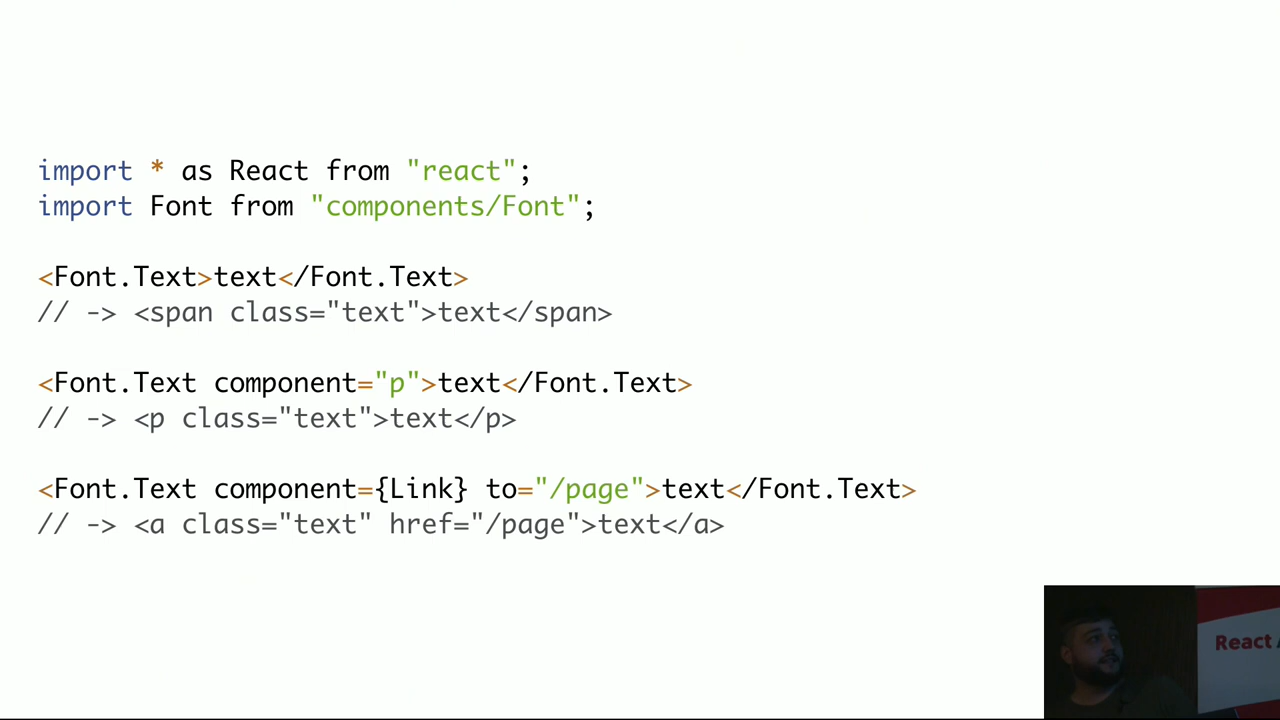 import * as React from "react";
import Font from "components/Font";
<Font.Text>text</Font.Text>
// -> <span class="text">text</span>
<Font.Text component="p">text</Font.Text>
// -> <p class="text">text</p>
<Font.Text component={Link} to="/page">text</Font.Text>
// -> <a class="text" href="/page">text</a>
React